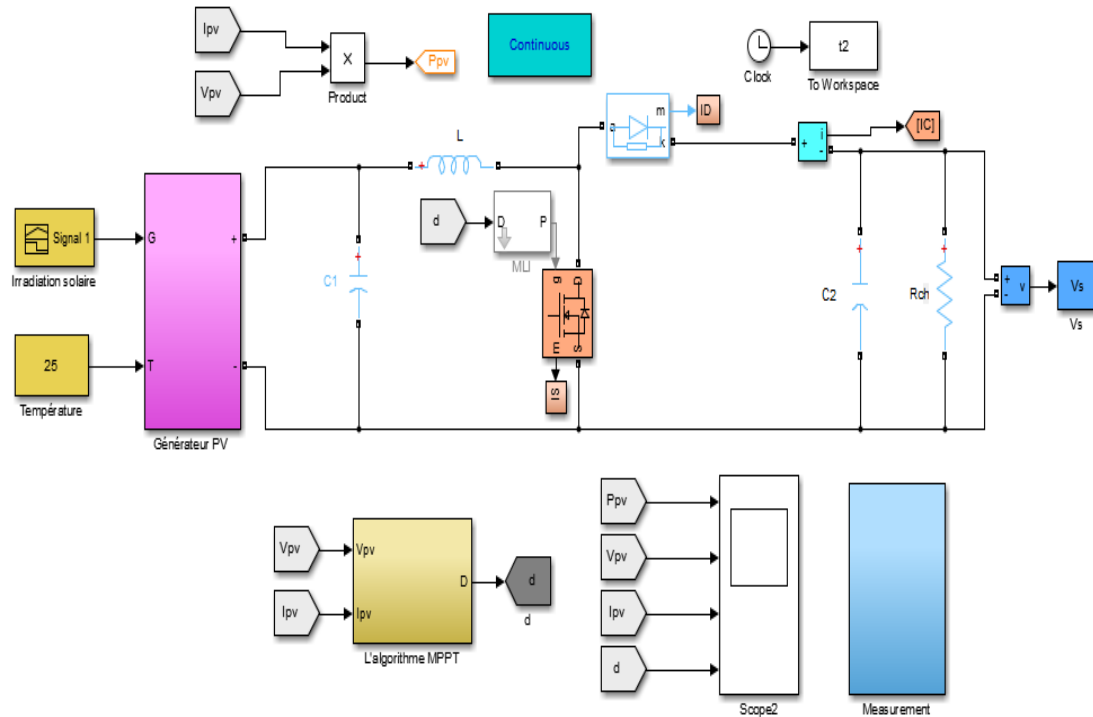 Ipv
Vpv
X
Product
Ppv
Continuous
Clock
t2
To Workspace
L
a
m
k
ID
+
i
-
[IC]
Signal 1
Irradiation solaire
25
Température
G
T
+
-
Générateur PV
C1
d
D
P
MLI
g
D
m
S
IS
C2
Rch
+
-
v
Vs
Vs
Vpv
Ipv
Vpv
Ipv
D
L'algorithme MPPT
d
d
Ppv
Vpv
Ipv
d
Scope2
Measurement